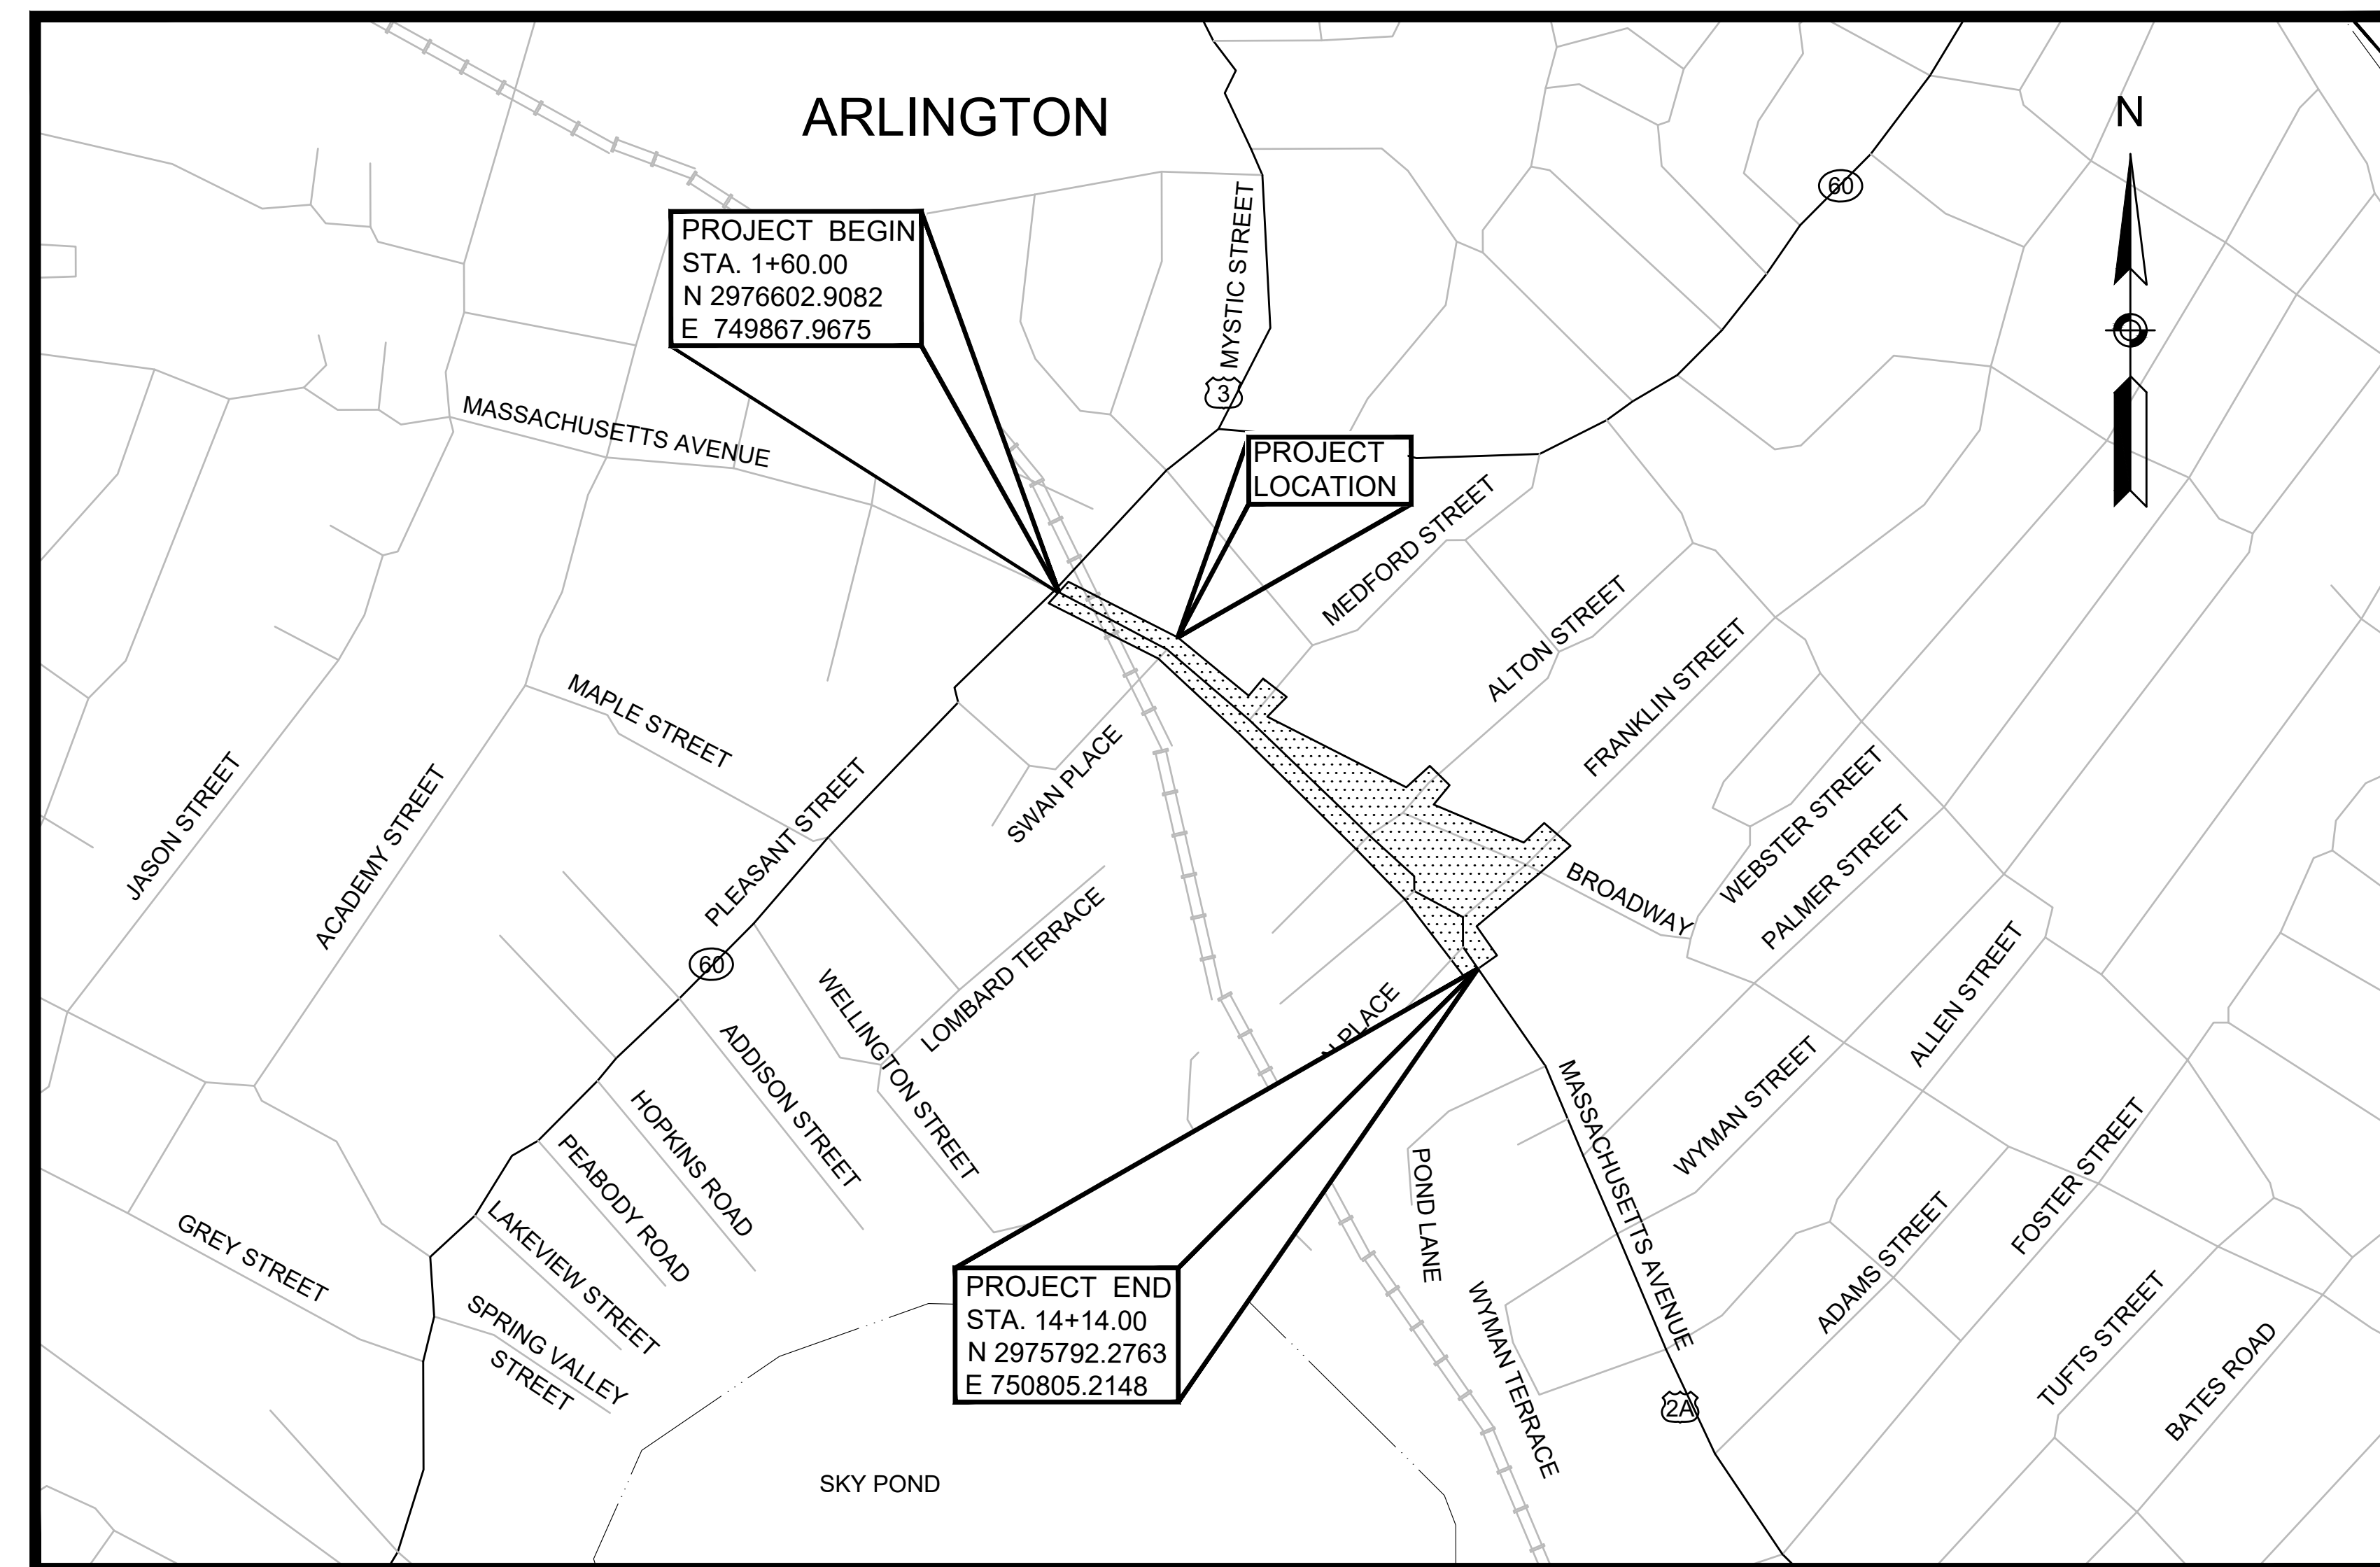 ARLINGTON
N
60
PROJECT BEGIN
STA. 1+60.00
N 2976602.9082
E 749867.9675
MYSTIC STREET
3
MASSACHUSETTS AVENUE
PROJECT
LOCATION
MEDFORD STREET
ALTON STREET
FRANKLIN STREET
MAPLE STREET
SWAN PLACE
JASON STREET
ACADEMY STREET
PLEASANT STREET
60
WEBSTER STREET
PALMER STREET
BROADWAY
LOMBARD TERRACE
WELLINGTON STREET
ADDISON STREET
HOPKINS ROAD
PEABODY ROAD
LAKEVIEW STREET
GREY STREET
SPRING VALLEY
STREET
N PLACE
ALLEN STREET
WYMAN STREET
MASSACHUSETTS AVENUE
POND LANE
WYMAN TERRACE
FOSTER STREET
ADAMS STREET
TUFTS STREET
BATES ROAD
2A
PROJECT END
STA. 14+14.00
N 2975792.2763
E 750805.2148
SKY POND